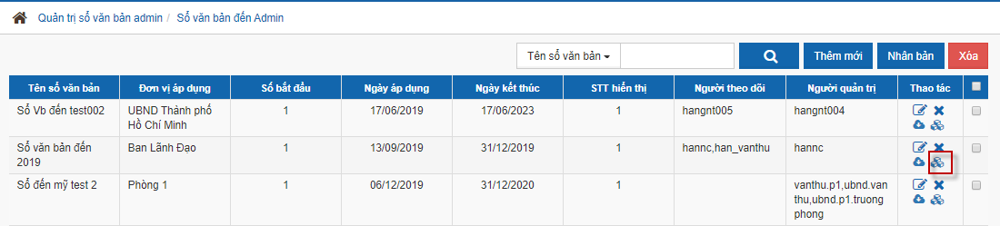 Quản trị sổ văn bản admin / Sổ văn bản đến Admin
Tên sổ văn bản Thêm mới Nhân bản Xóa
Tên sổ văn bản Đơn vị áp dụng Số bắt đầu Ngày áp dụng Ngày kết thúc STT hiển thị Người theo dõi Người quản trị Thao tác
Sổ Vb đến test002 UBND Thành phố 1 17/06/2019 17/06/2023 1 hangnt005 hangnt004
Hồ Chí Minh
Sổ văn bản đến Ban Lãnh Đạo 1 13/09/2019 31/12/2019 1 hannc,han_vanthu hannc
2019
Sổ đến mỹ test 2 Phòng 1 1 06/12/2019 31/12/2020 1 vanthu.p1,ubnd.van
thu,ubnd.p1.truong
phong